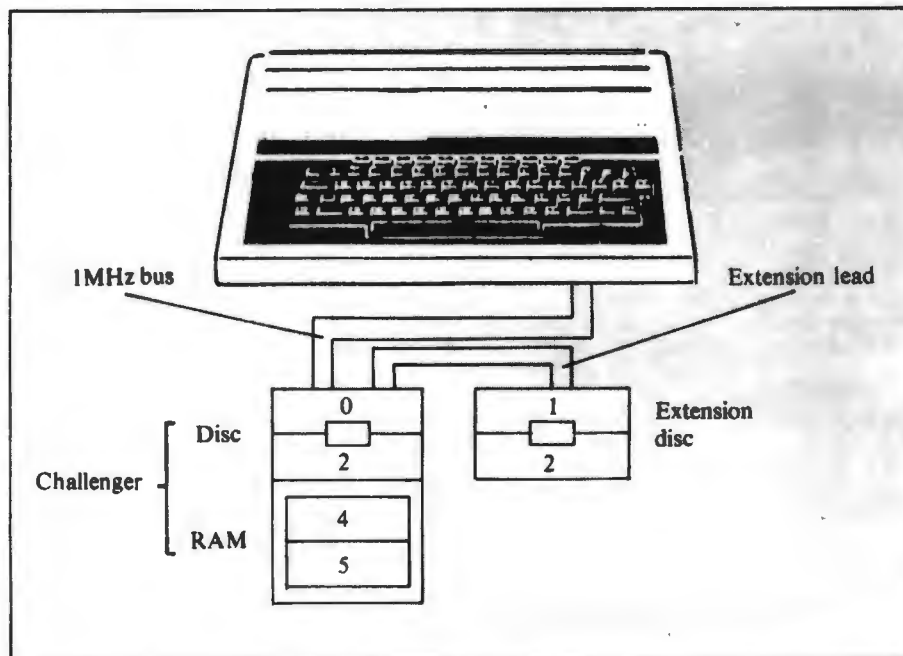 1MHz bus
Extension lead
0
1
Disc
Extension
disc
2
2
Challenger
4
RAM
5